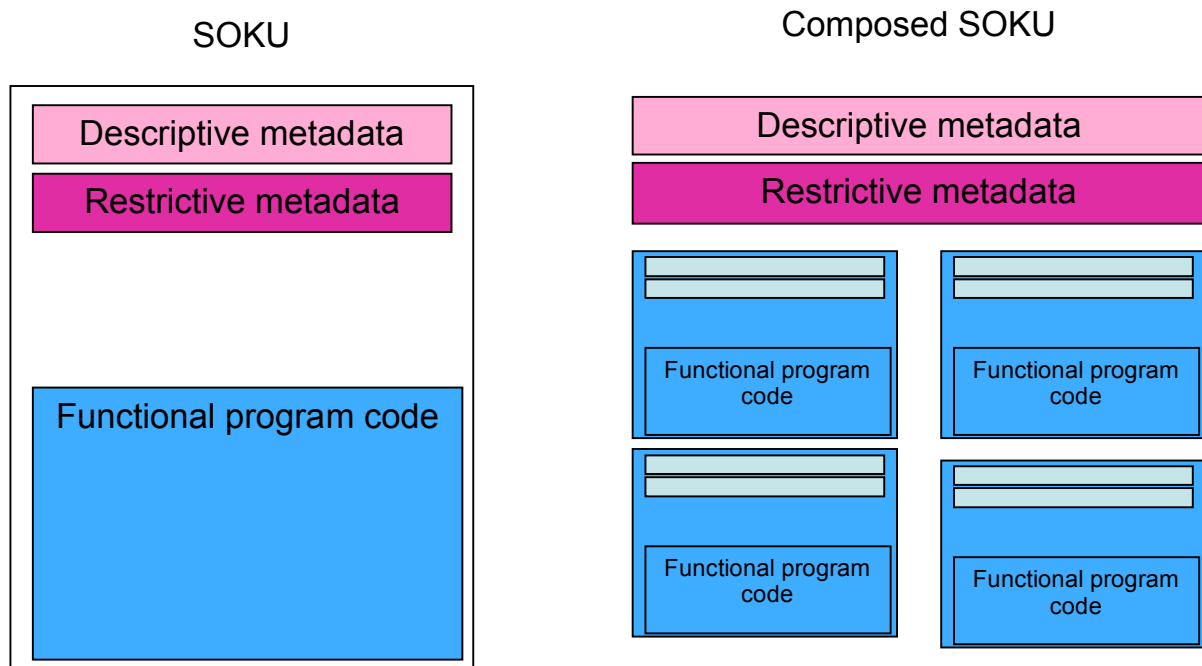 SOKU
Descriptive metadata
Restrictive metadata
Functional program code
Composed SOKU
Descriptive metadata
Restrictive metadata
Functional program
code
Functional program
code
Functional program
code
Functional program
code